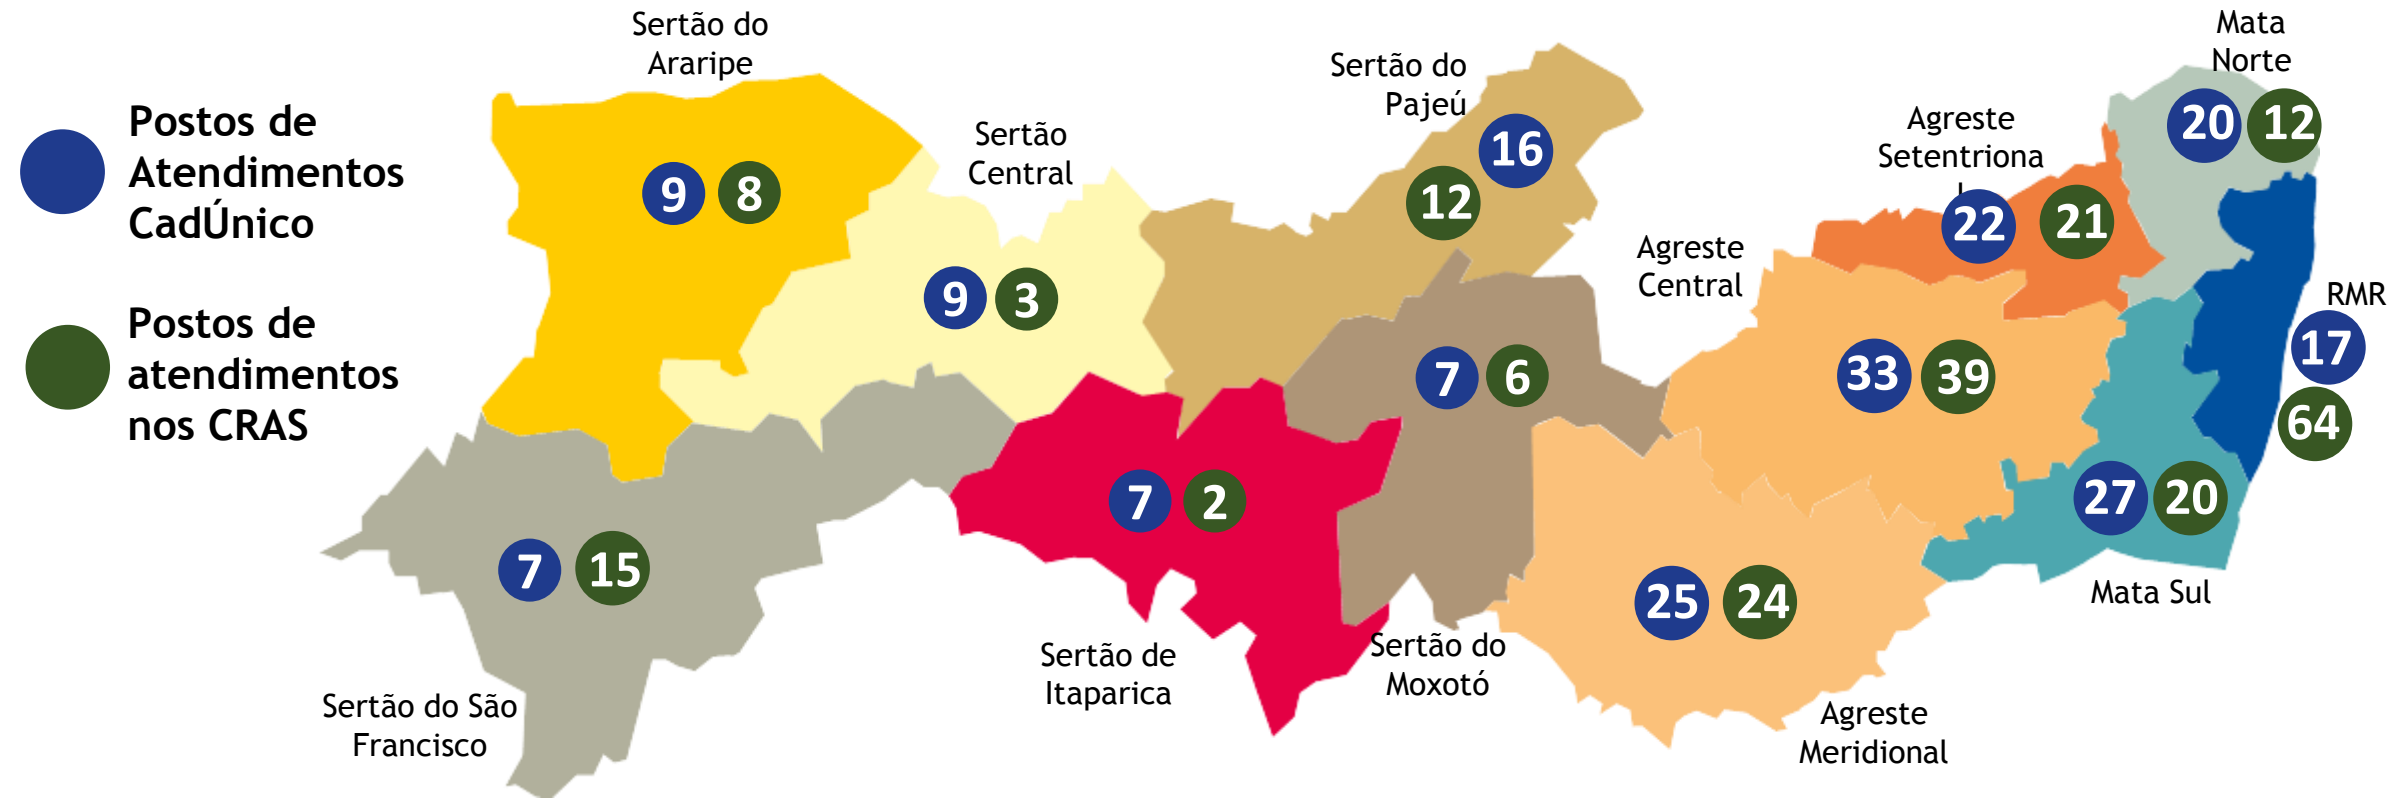 Postos de
Atendimentos
CadÚnico
Postos de
atendimentos
nos CRAS
Sertão do
Araripe
9 8
Sertão
Central
9 3
Sertão do
Pajeú
16
12
Agreste
Setentriona
l
22 21
Mata
Norte
20 12
Agreste
Central
33 39
RMR
17
64
7 6
Sertão do
Moxotó
7 2
Sertão de
Itaparica
7 15
Sertão do São
Francisco
25 24
Agreste
Meridional
27 20
Mata Sul